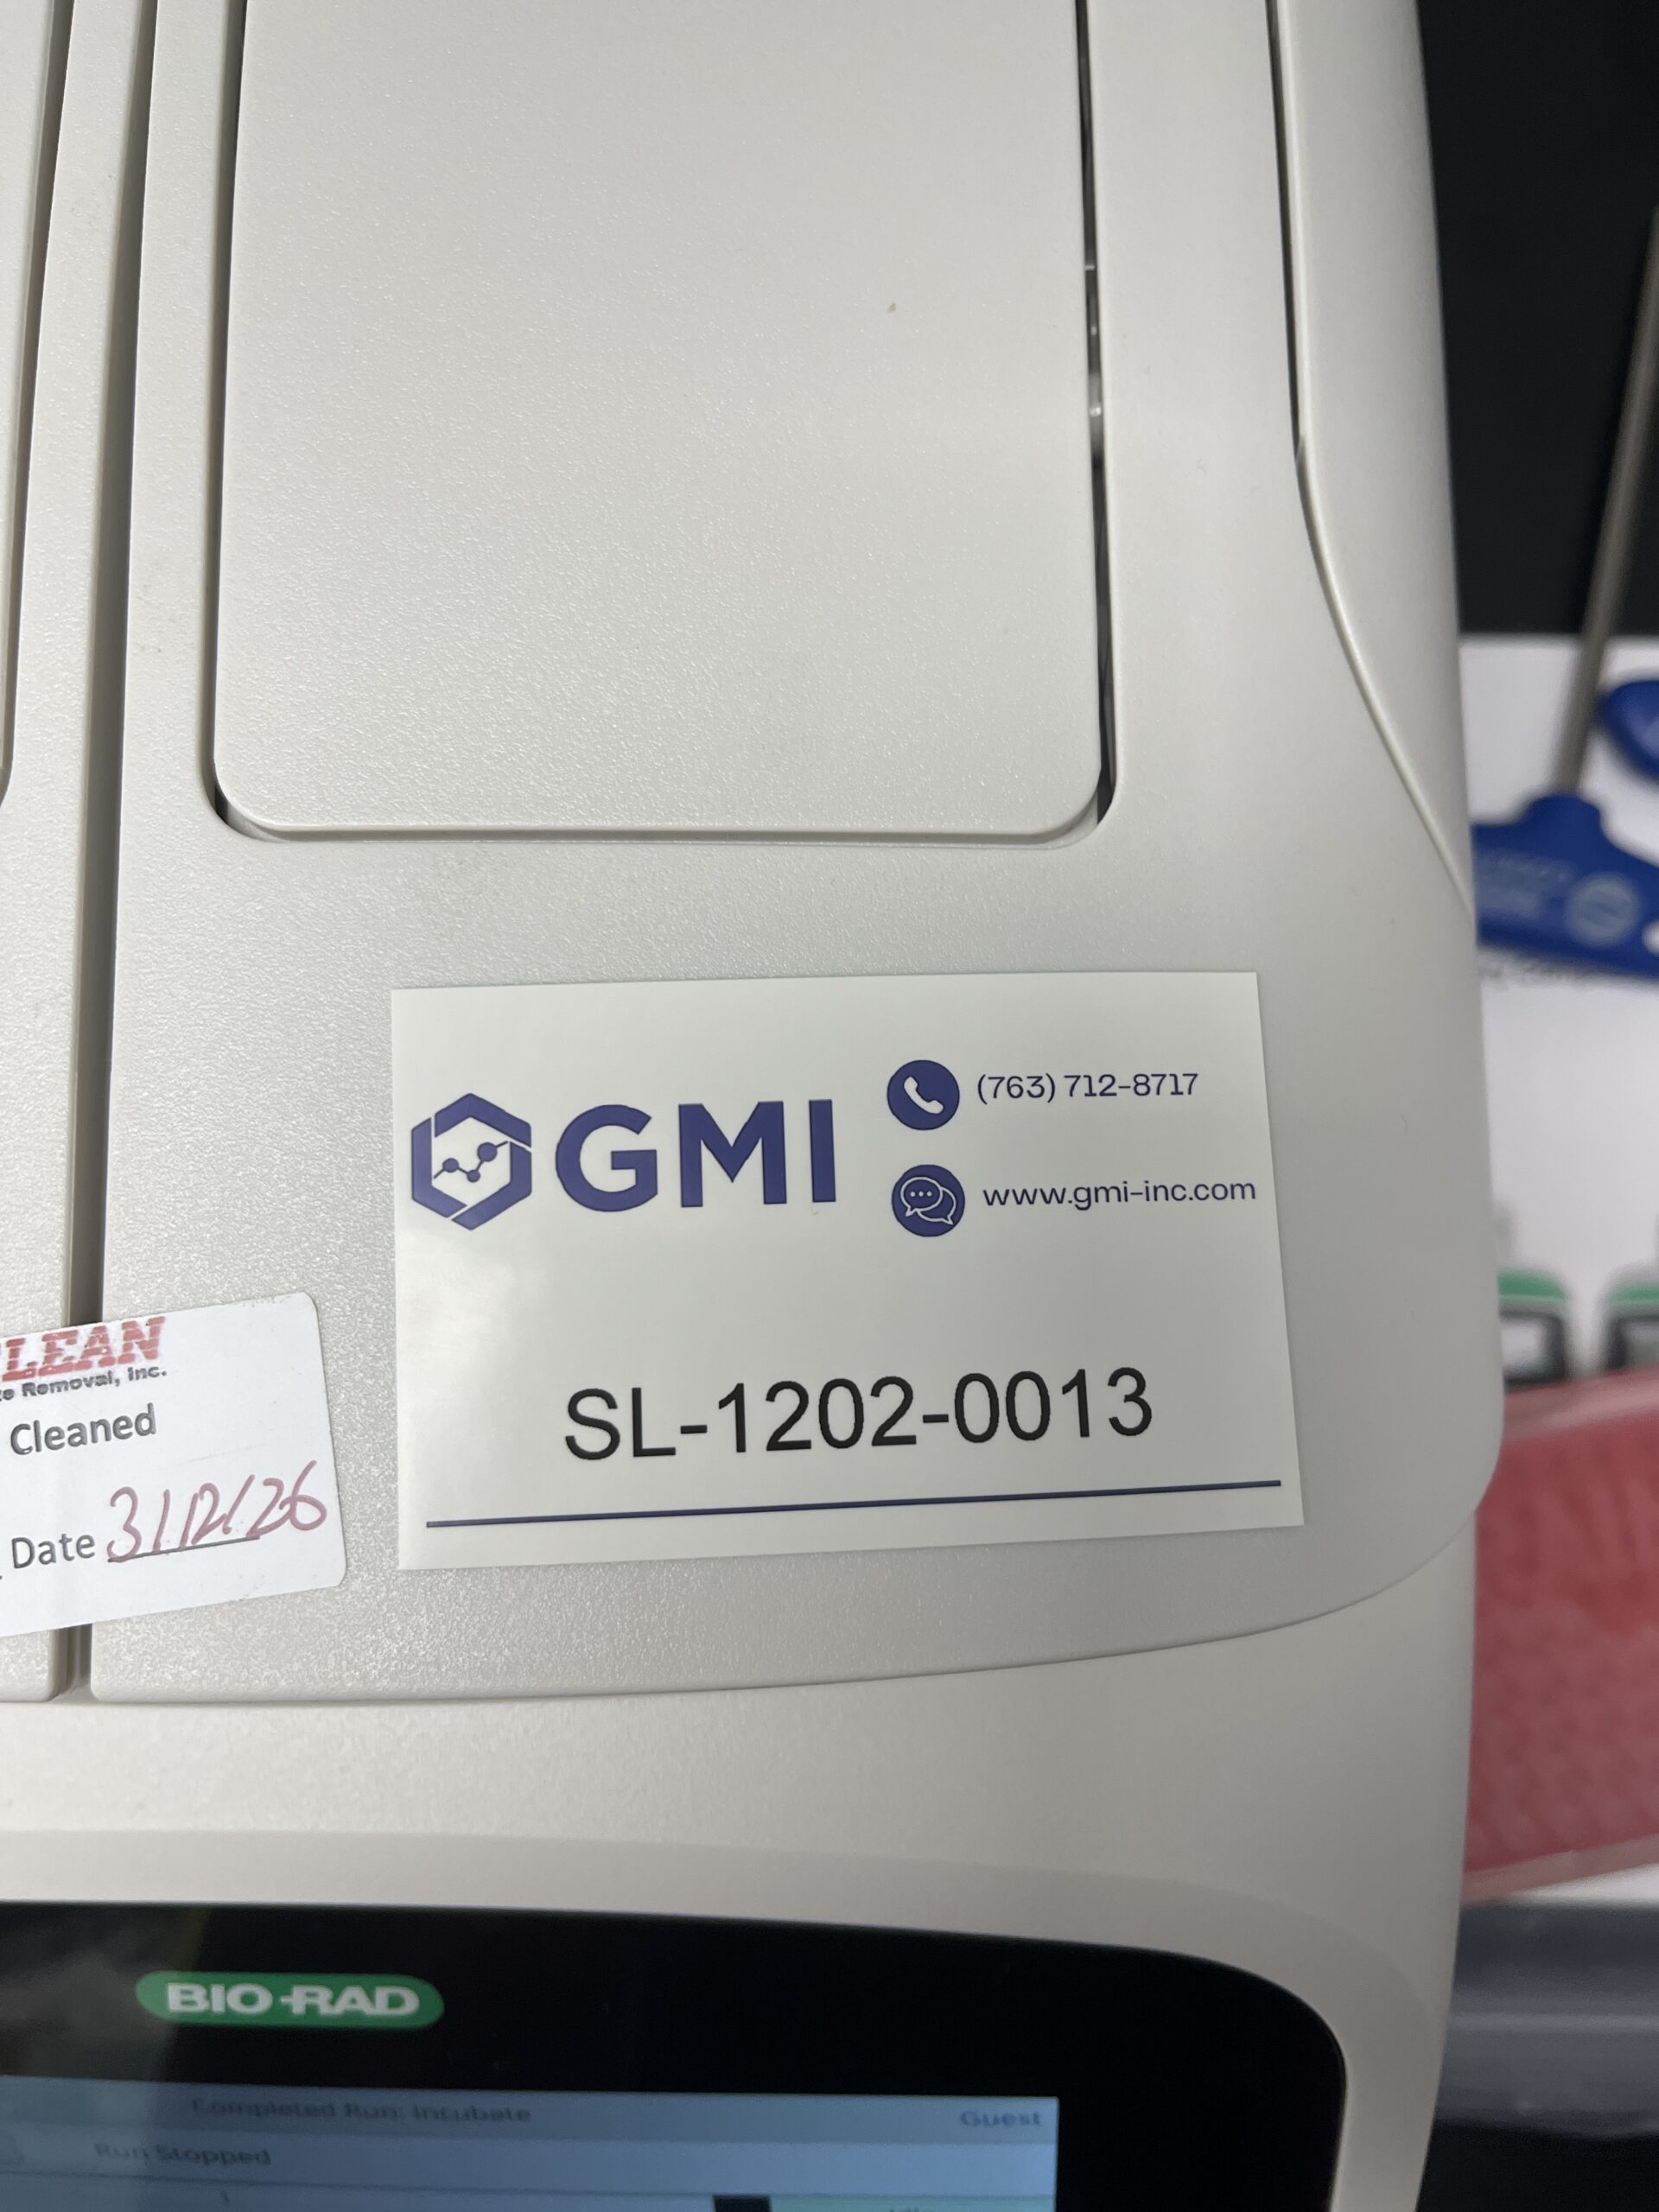 GMI
(763) 712-8717
www.gmi-inc.com
SL-1202-0013
LEAN
Removal, Inc.
Cleaned
Date 3/12/26
BIO-RAD
Completed Run: Incubate
Guest
Run Stopped